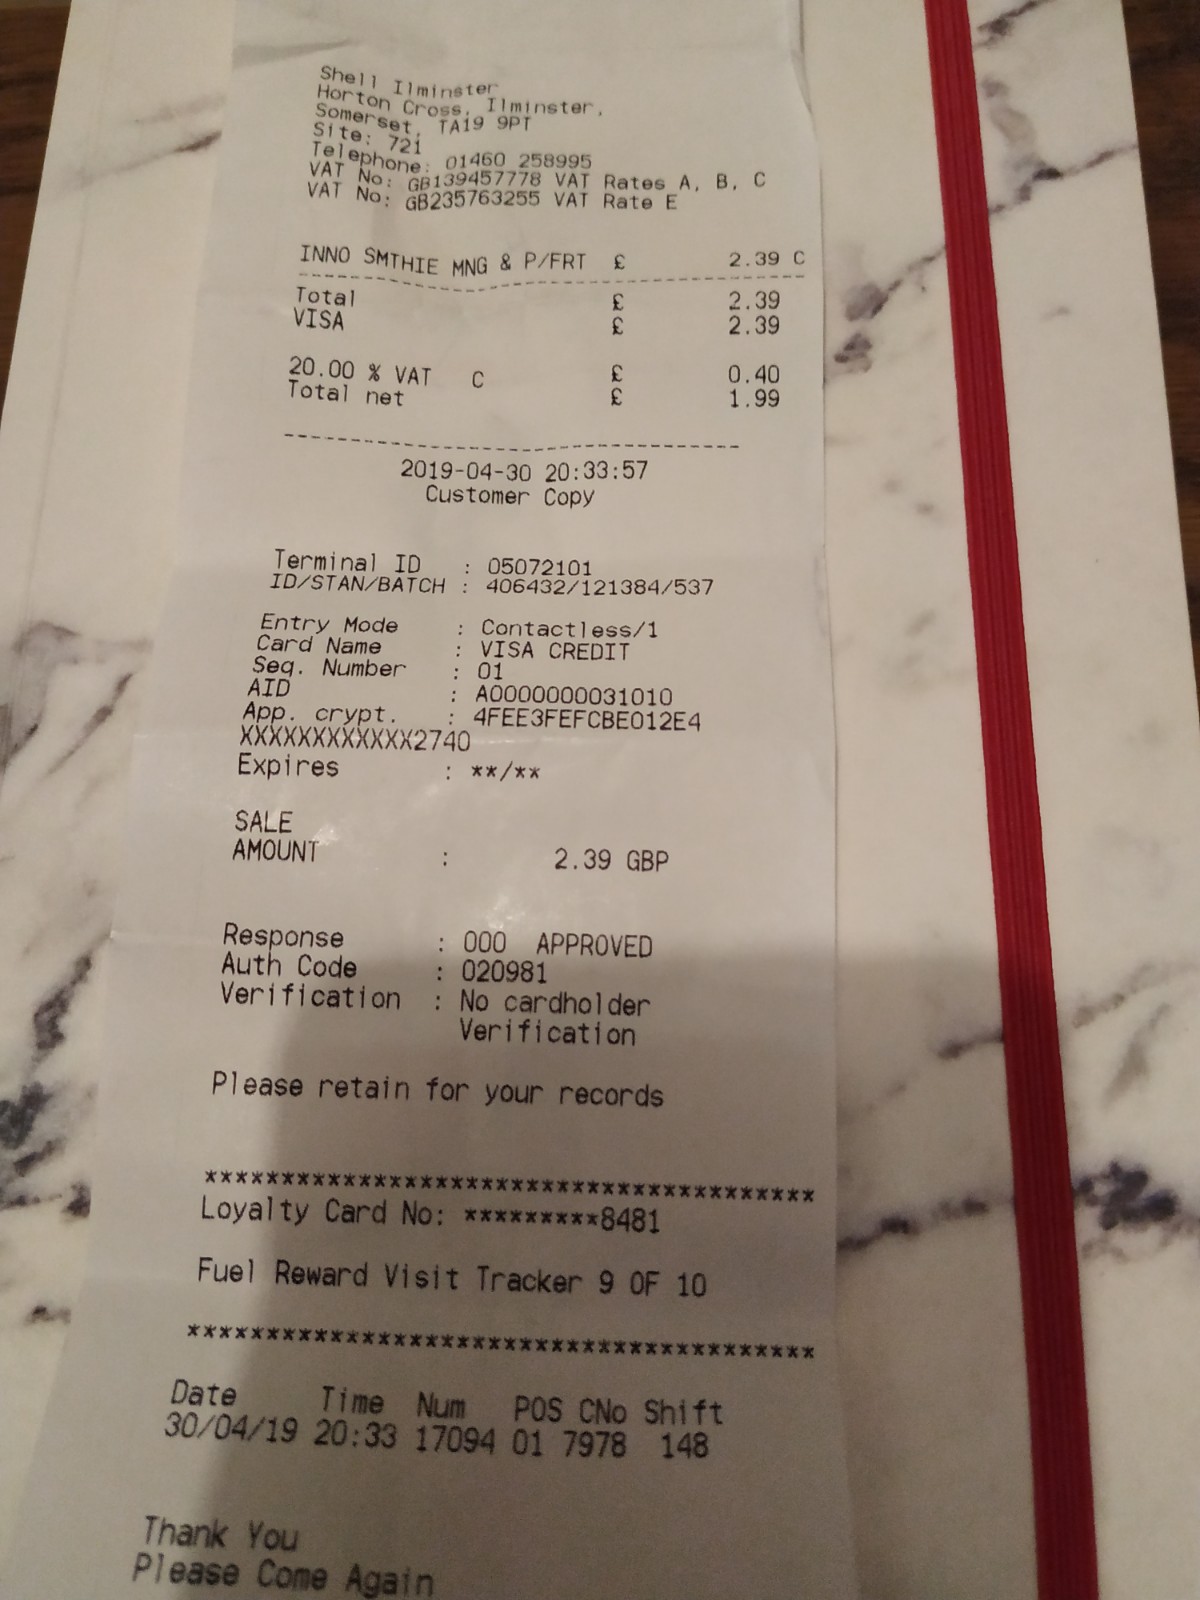 Shell Ilminster
Horton Cross, Ilminster,
Somerset, TA19 9PT
Site: 721
Telephone: 01460 258995
VAT No: GB139457778 VAT Rates A, B, C
VAT No: GB235763255 VAT Rate E
INNO SMTHIE MNG & P/FRT £ 2.39 C
--------------------------------
Total £ 2.39
VISA £ 2.39
20.00 % VAT C £ 0.40
Total net £ 1.99
--------------------------------
2019-04-30 20:33:57
Customer Copy
Terminal ID : 05072101
ID/STAN/BATCH : 406432/121384/537
Entry Mode : Contactless/1
Card Name : VISA CREDIT
Seq. Number : 01
AID : A0000000031010
App. crypt. : 4FEE3FEFCBE012E4
XXXXXXXXXXXX2740
Expires : **/**
SALE
AMOUNT : 2.39 GBP
Response : 000 APPROVED
Auth Code : 020981
Verification : No cardholder
Verification
Please retain for your records
****************************************
Loyalty Card No: *********8481
Fuel Reward Visit Tracker 9 OF 10
****************************************
Date Time Num POS CNo Shift
30/04/19 20:33 17094 01 7978 148
Thank You
Please Come Again